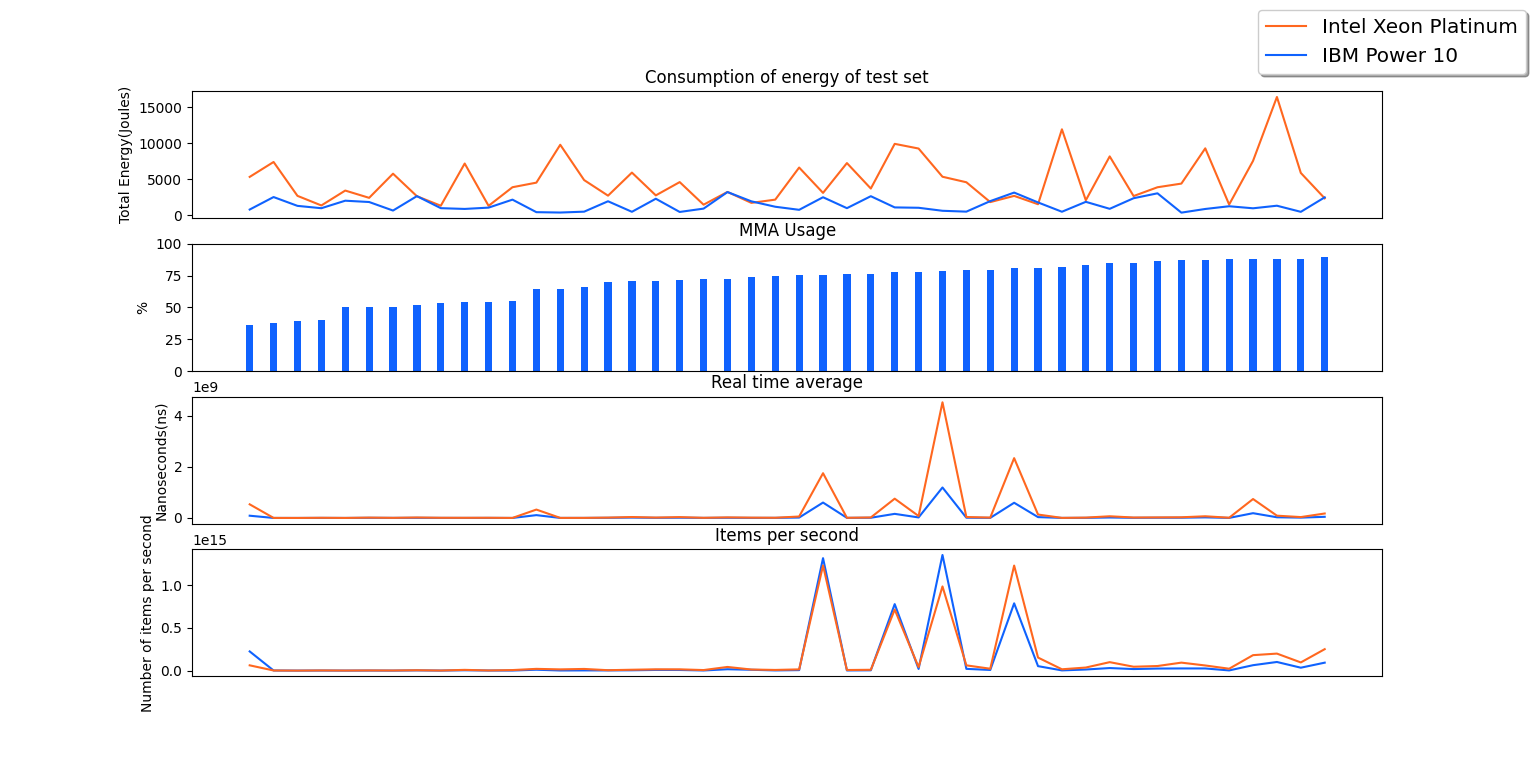 Intel Xeon Platinum
IBM Power 10
Consumption of energy of test set
Total Energy(Joules)
15000
10000
5000
0
MMA Usage
%
100
75
50
25
0
Real time average
1e9
Nanoseconds(ns)
4
2
0
Items per second
1e15
Number of items per second
1.0
0.5
0.0